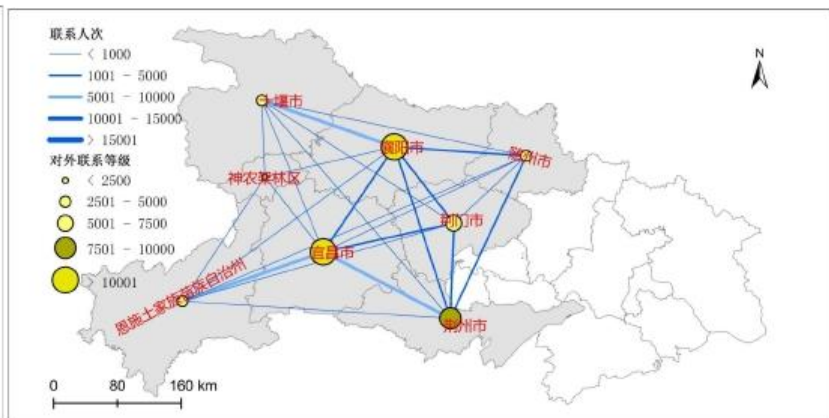 联系人次
< 1000
1001 - 5000
5001 - 10000
10001 - 15000
> 15001
对外联系等级
< 2500
2501 - 5000
5001 - 7500
7501 - 10000
> 10001
N
十堰市
襄阳市
随州市
神农架林区
荆门市
宜昌市
恩施土家族苗族自治州
荆州市
0 80 160 km